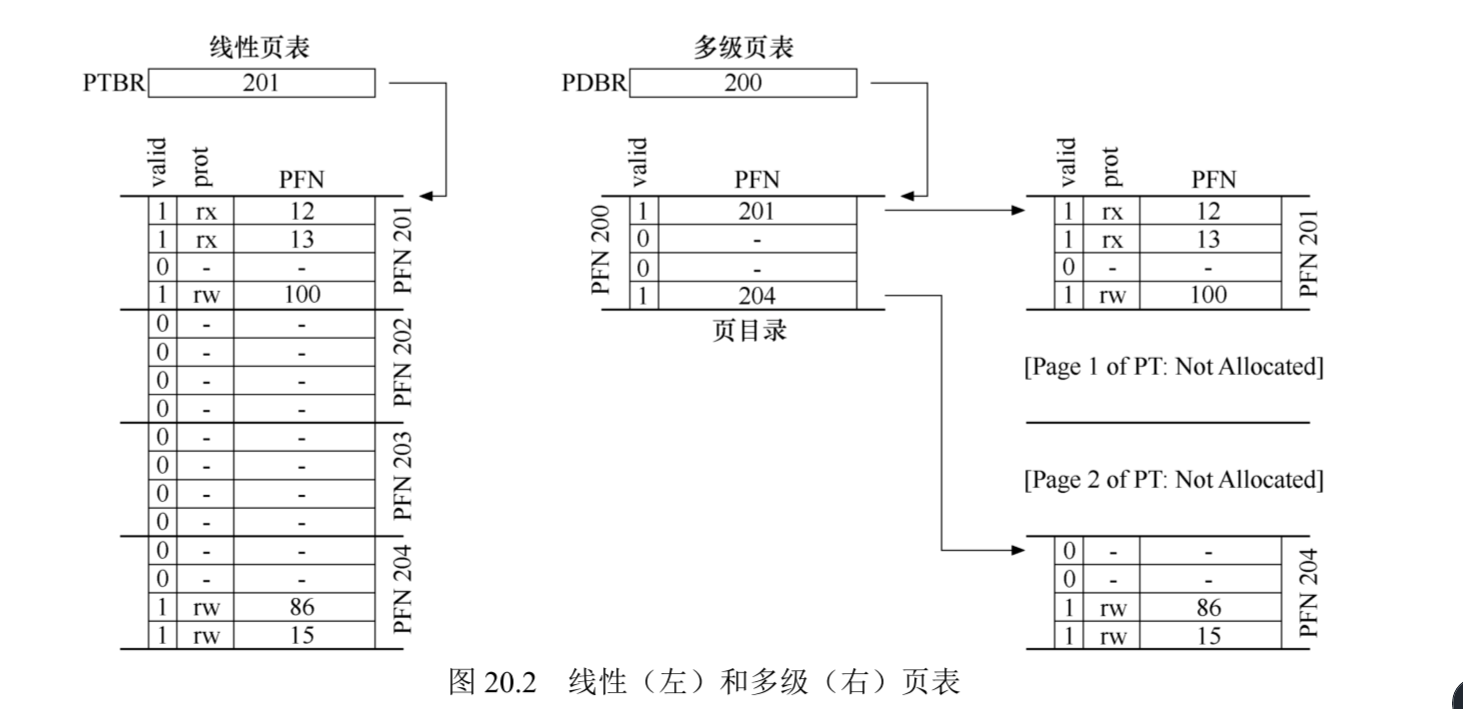 线性页表
PTBR 201
valid prot PFN
1 rx 12
1 rx 13
0 - -
1 rw 100
PFN 201
0 - -
0 - -
0 - -
0 - -
PFN 202
0 - -
0 - -
0 - -
0 - -
PFN 203
0 - -
0 - -
1 rw 86
1 rw 15
PFN 204
多级页表
PDBR 200
valid PFN
PFN 200
1 201
0 -
0 -
1 204
页目录
valid prot PFN
1 rx 12
1 rx 13
0 - -
1 rw 100
PFN 201
[Page 1 of PT: Not Allocated]
[Page 2 of PT: Not Allocated]
0 - -
0 - -
1 rw 86
1 rw 15
PFN 204
图 20.2 线性（左）和多级（右）页表